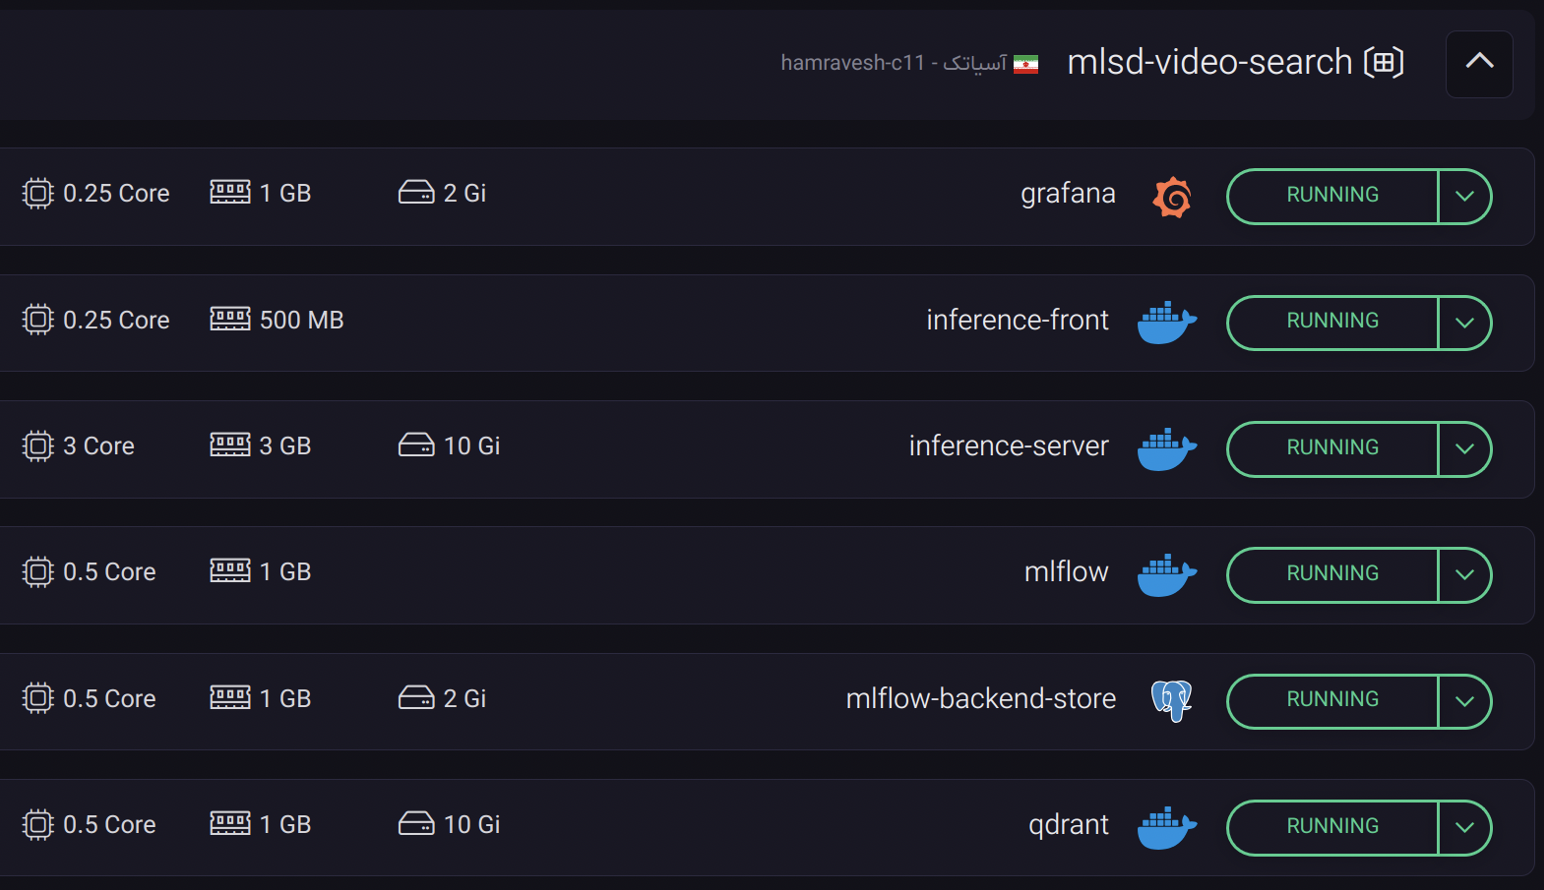 mlsd-video-search آسیاتک - hamravesh-c11
RUNNING grafana 2 Gi 1 GB 0.25 Core
RUNNING inference-front 500 MB 0.25 Core
RUNNING inference-server 10 Gi 3 GB 3 Core
RUNNING mlflow 1 GB 0.5 Core
RUNNING mlflow-backend-store 2 Gi 1 GB 0.5 Core
RUNNING qdrant 10 Gi 1 GB 0.5 Core